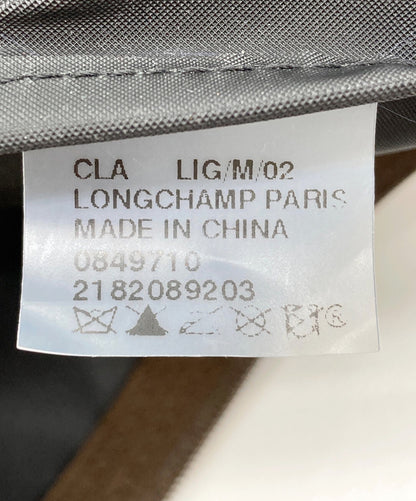 CLA LIG/M/02
LONGCHAMP PARIS
MADE IN CHINA
0849710
2182089203